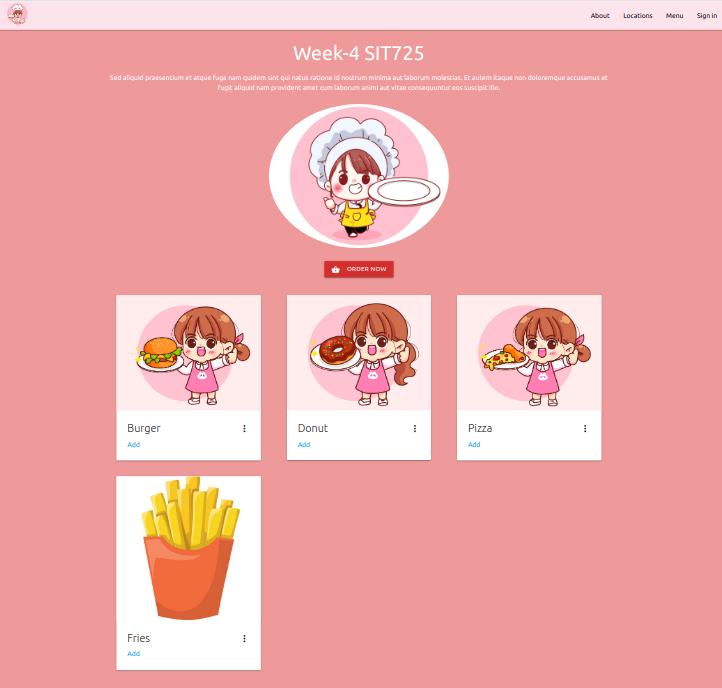 About Locations Menu Sign in
Week-4 SIT725
Sed aliquid praesentium et atque fuga nam quidem sint qui natus ratione id nostrum minima aut laborum molestias. Et autem itaque non doloremque accusamus et
fugit aliquid nam provident amet cum laborum animi aut vitae consequuntur eos suscipit illo.
ORDER NOW
Burger
Add
Donut
Add
Pizza
Add
Fries
Add